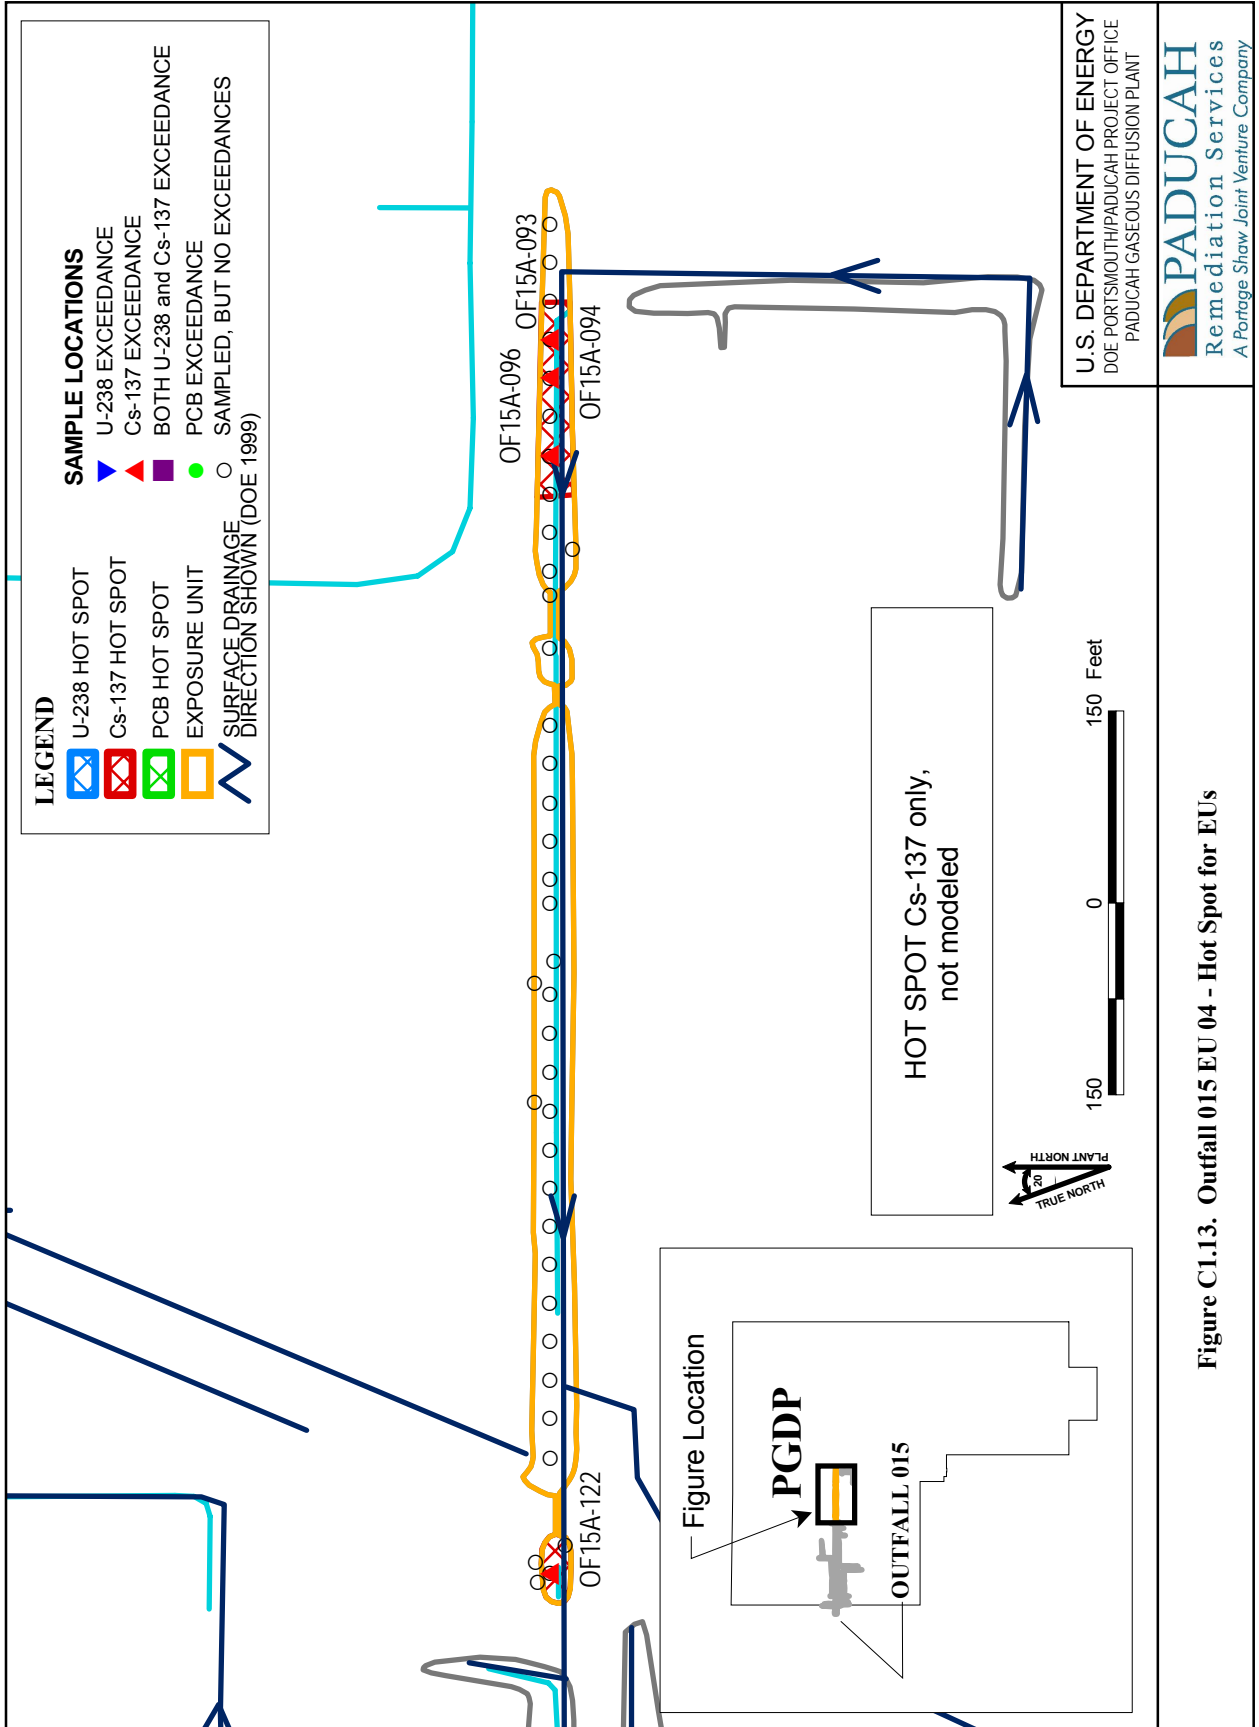 LEGEND
U-238 HOT SPOT
Cs-137 HOT SPOT
PCB HOT SPOT
EXPOSURE UNIT
SURFACE DRAINAGE
DIRECTION SHOWN (DOE 1999)
SAMPLE LOCATIONS
U-238 EXCEEDANCE
Cs-137 EXCEEDANCE
BOTH U-238 and Cs-137 EXCEEDANCE
PCB EXCEEDANCE
SAMPLED, BUT NO EXCEEDANCES
OF15A-122
OF15A-096
OF15A-093
OF15A-094
Figure Location
PGDP
OUTFALL 015
HOT SPOT Cs-137 only,
not modeled
TRUE NORTH
20
PLANT NORTH
150
0
150 Feet
U.S. DEPARTMENT OF ENERGY
DOE PORTSMOUTH/PADUCAH PROJECT OFFICE
PADUCAH GASEOUS DIFFUSION PLANT
PADUCAH
Remediation Services
A Portage Shaw Joint Venture Company
Figure C1.13. Outfall 015 EU 04 - Hot Spot for EUs